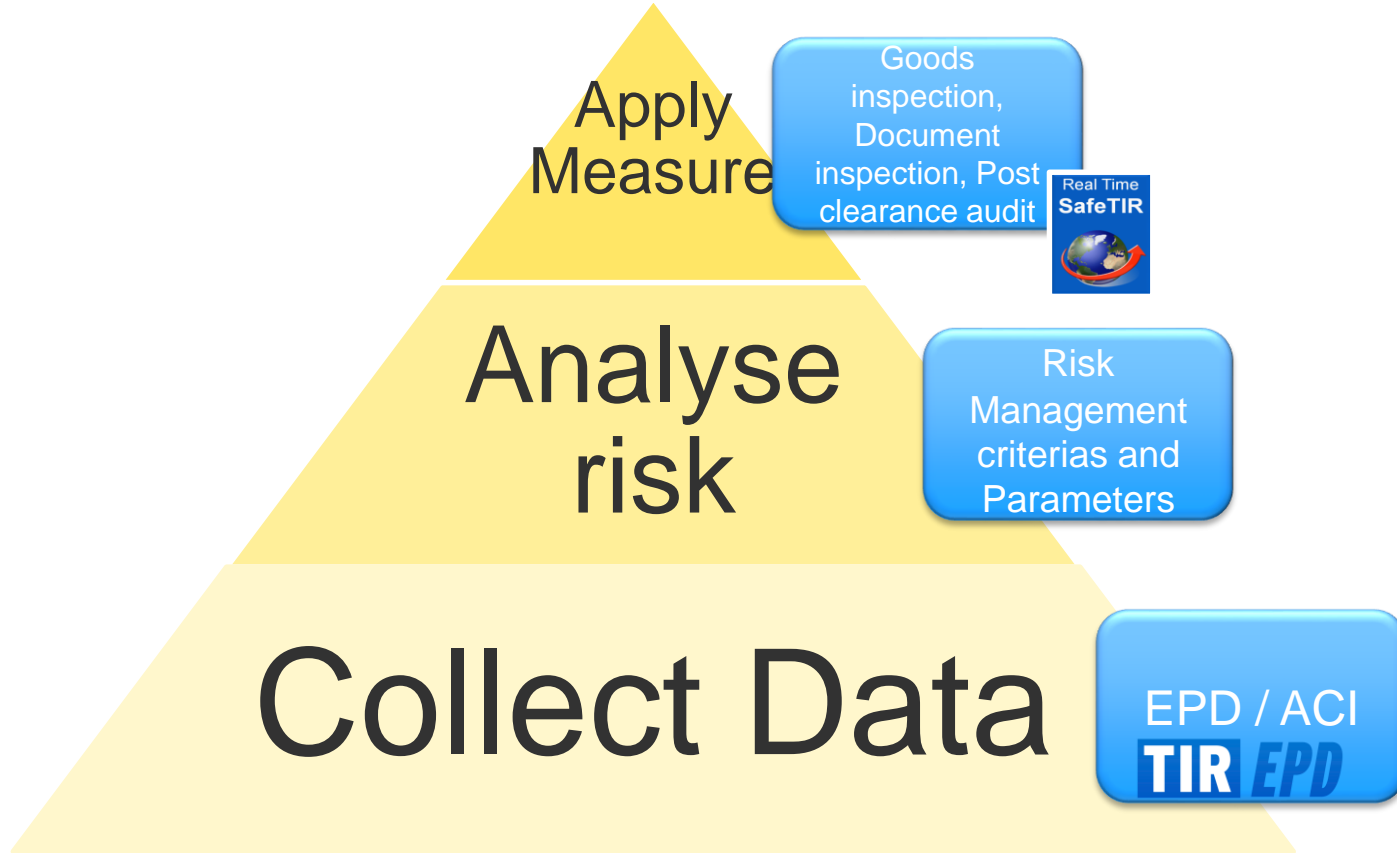 Apply
Measure
Goods
inspection,
Document
inspection, Post
clearance audit
Real Time
SafeTIR
Analyse
risk
Risk
Management
criterias and
Parameters
Collect Data
EPD / ACI
TIR EPD